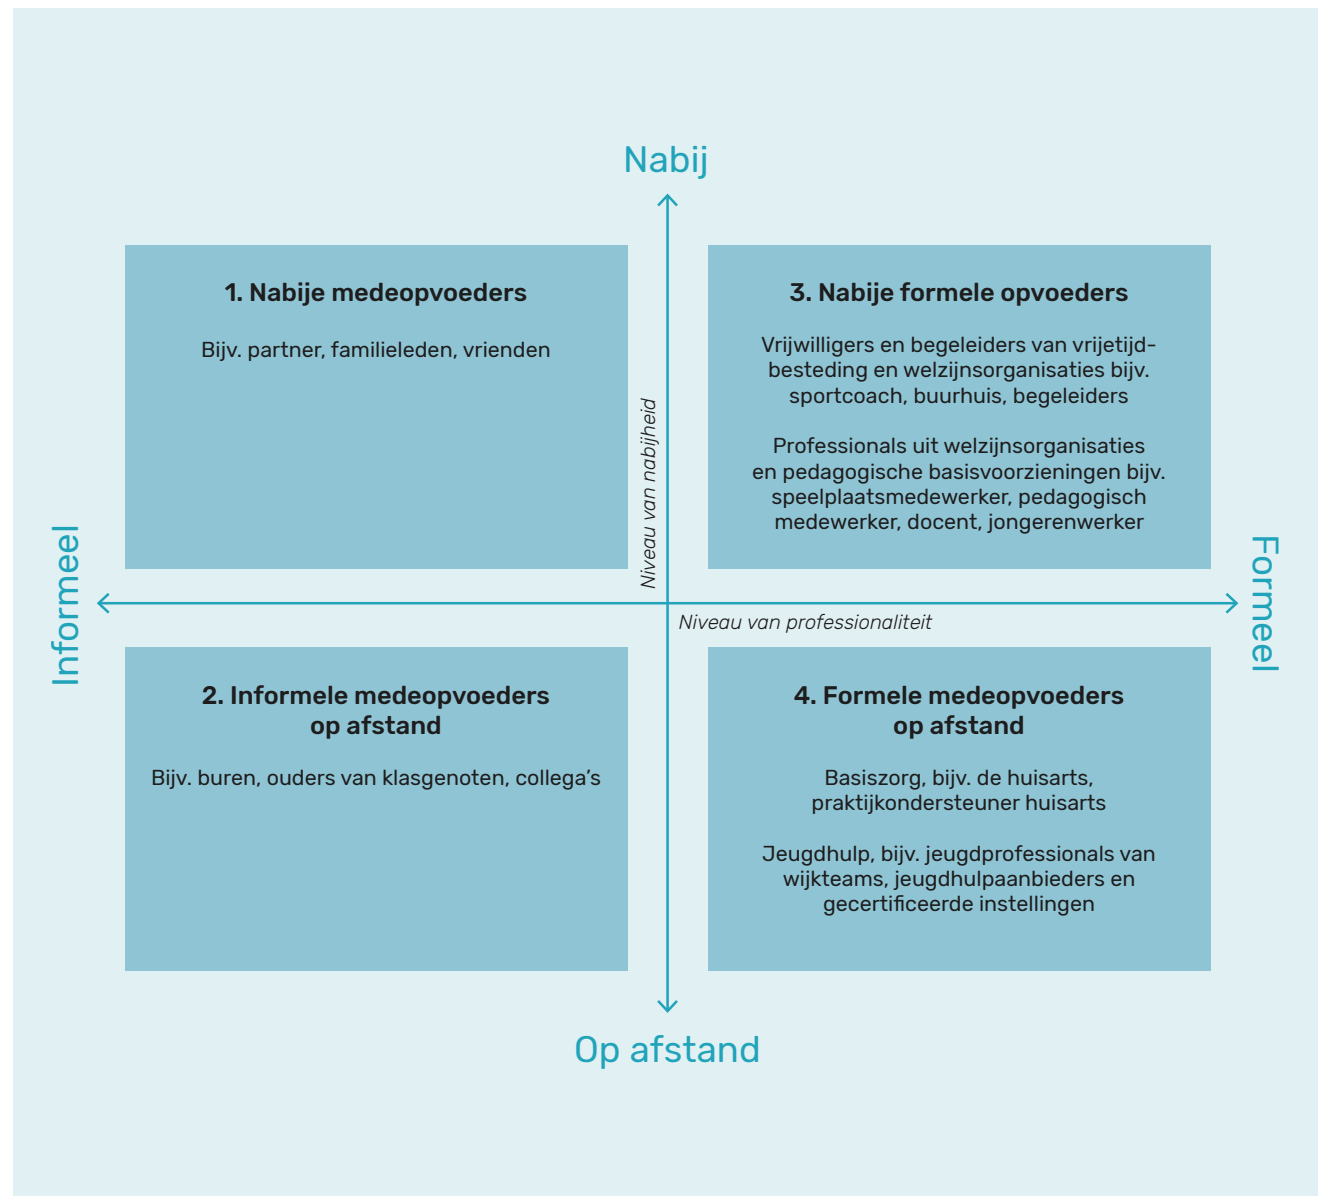 Nabij
1. Nabije medeopvoeders
Bijv. partner, familieleden, vrienden
3. Nabije formele opvoeders
Vrijwilligers en begeleiders van vrijetijd-
besteding en welzijnsorganisaties bijv.
sportcoach, buurhuis, begeleiders
Professionals uit welzijnsorganisaties
en pedagogische basisvoorzieningen bijv.
speelplaatsmedewerker, pedagogisch
medewerker, docent, jongerenwerker
Niveau van nabijheid
Informeel
Formeel
Niveau van professionaliteit
2. Informele medeopvoeders
op afstand
Bijv. buren, ouders van klasgenoten, collega’s
4. Formele medeopvoeders
op afstand
Basiszorg, bijv. de huisarts,
praktijkondersteuner huisarts
Jeugdhulp, bijv. jeugdprofessionals van
wijkteams, jeugdhulpaanbieders en
gecertificeerde instellingen
Op afstand